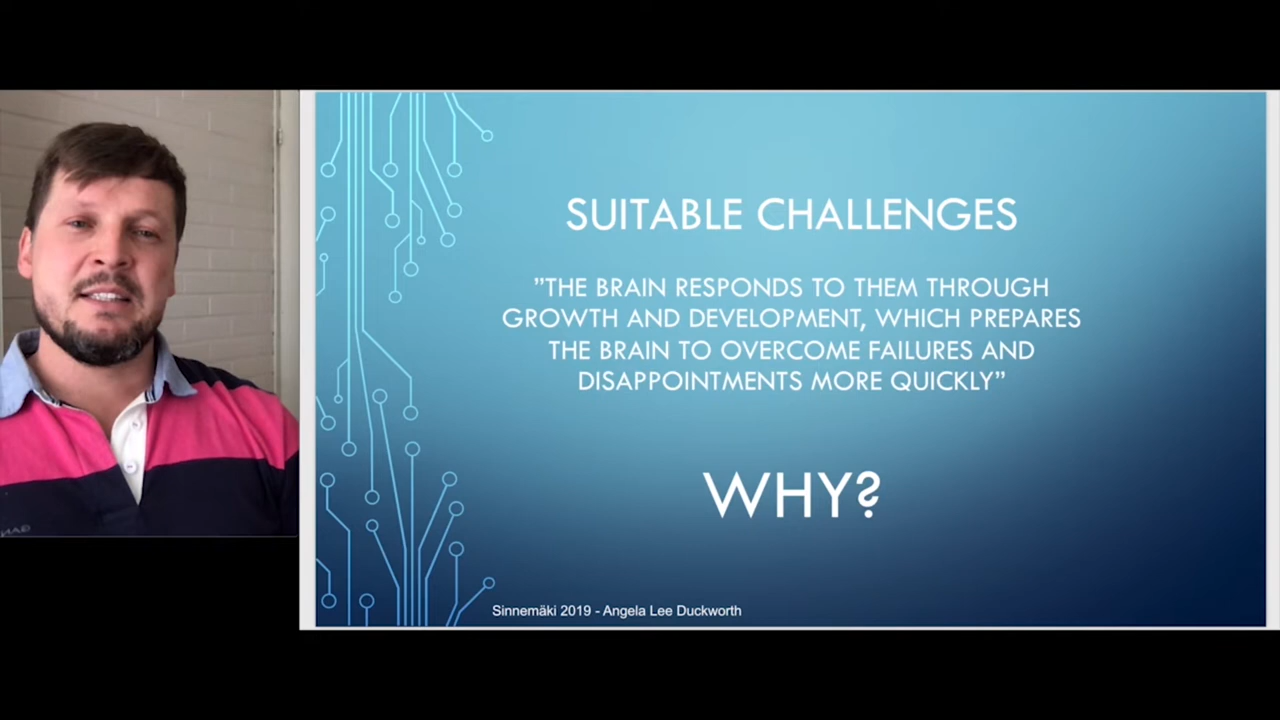 SUITABLE CHALLENGES
”THE BRAIN RESPONDS TO THEM THROUGH
GROWTH AND DEVELOPMENT, WHICH PREPARES
THE BRAIN TO OVERCOME FAILURES AND
DISAPPOINTMENTS MORE QUICKLY”
WHY?
Sinnemäki 2019 - Angela Lee Duckworth